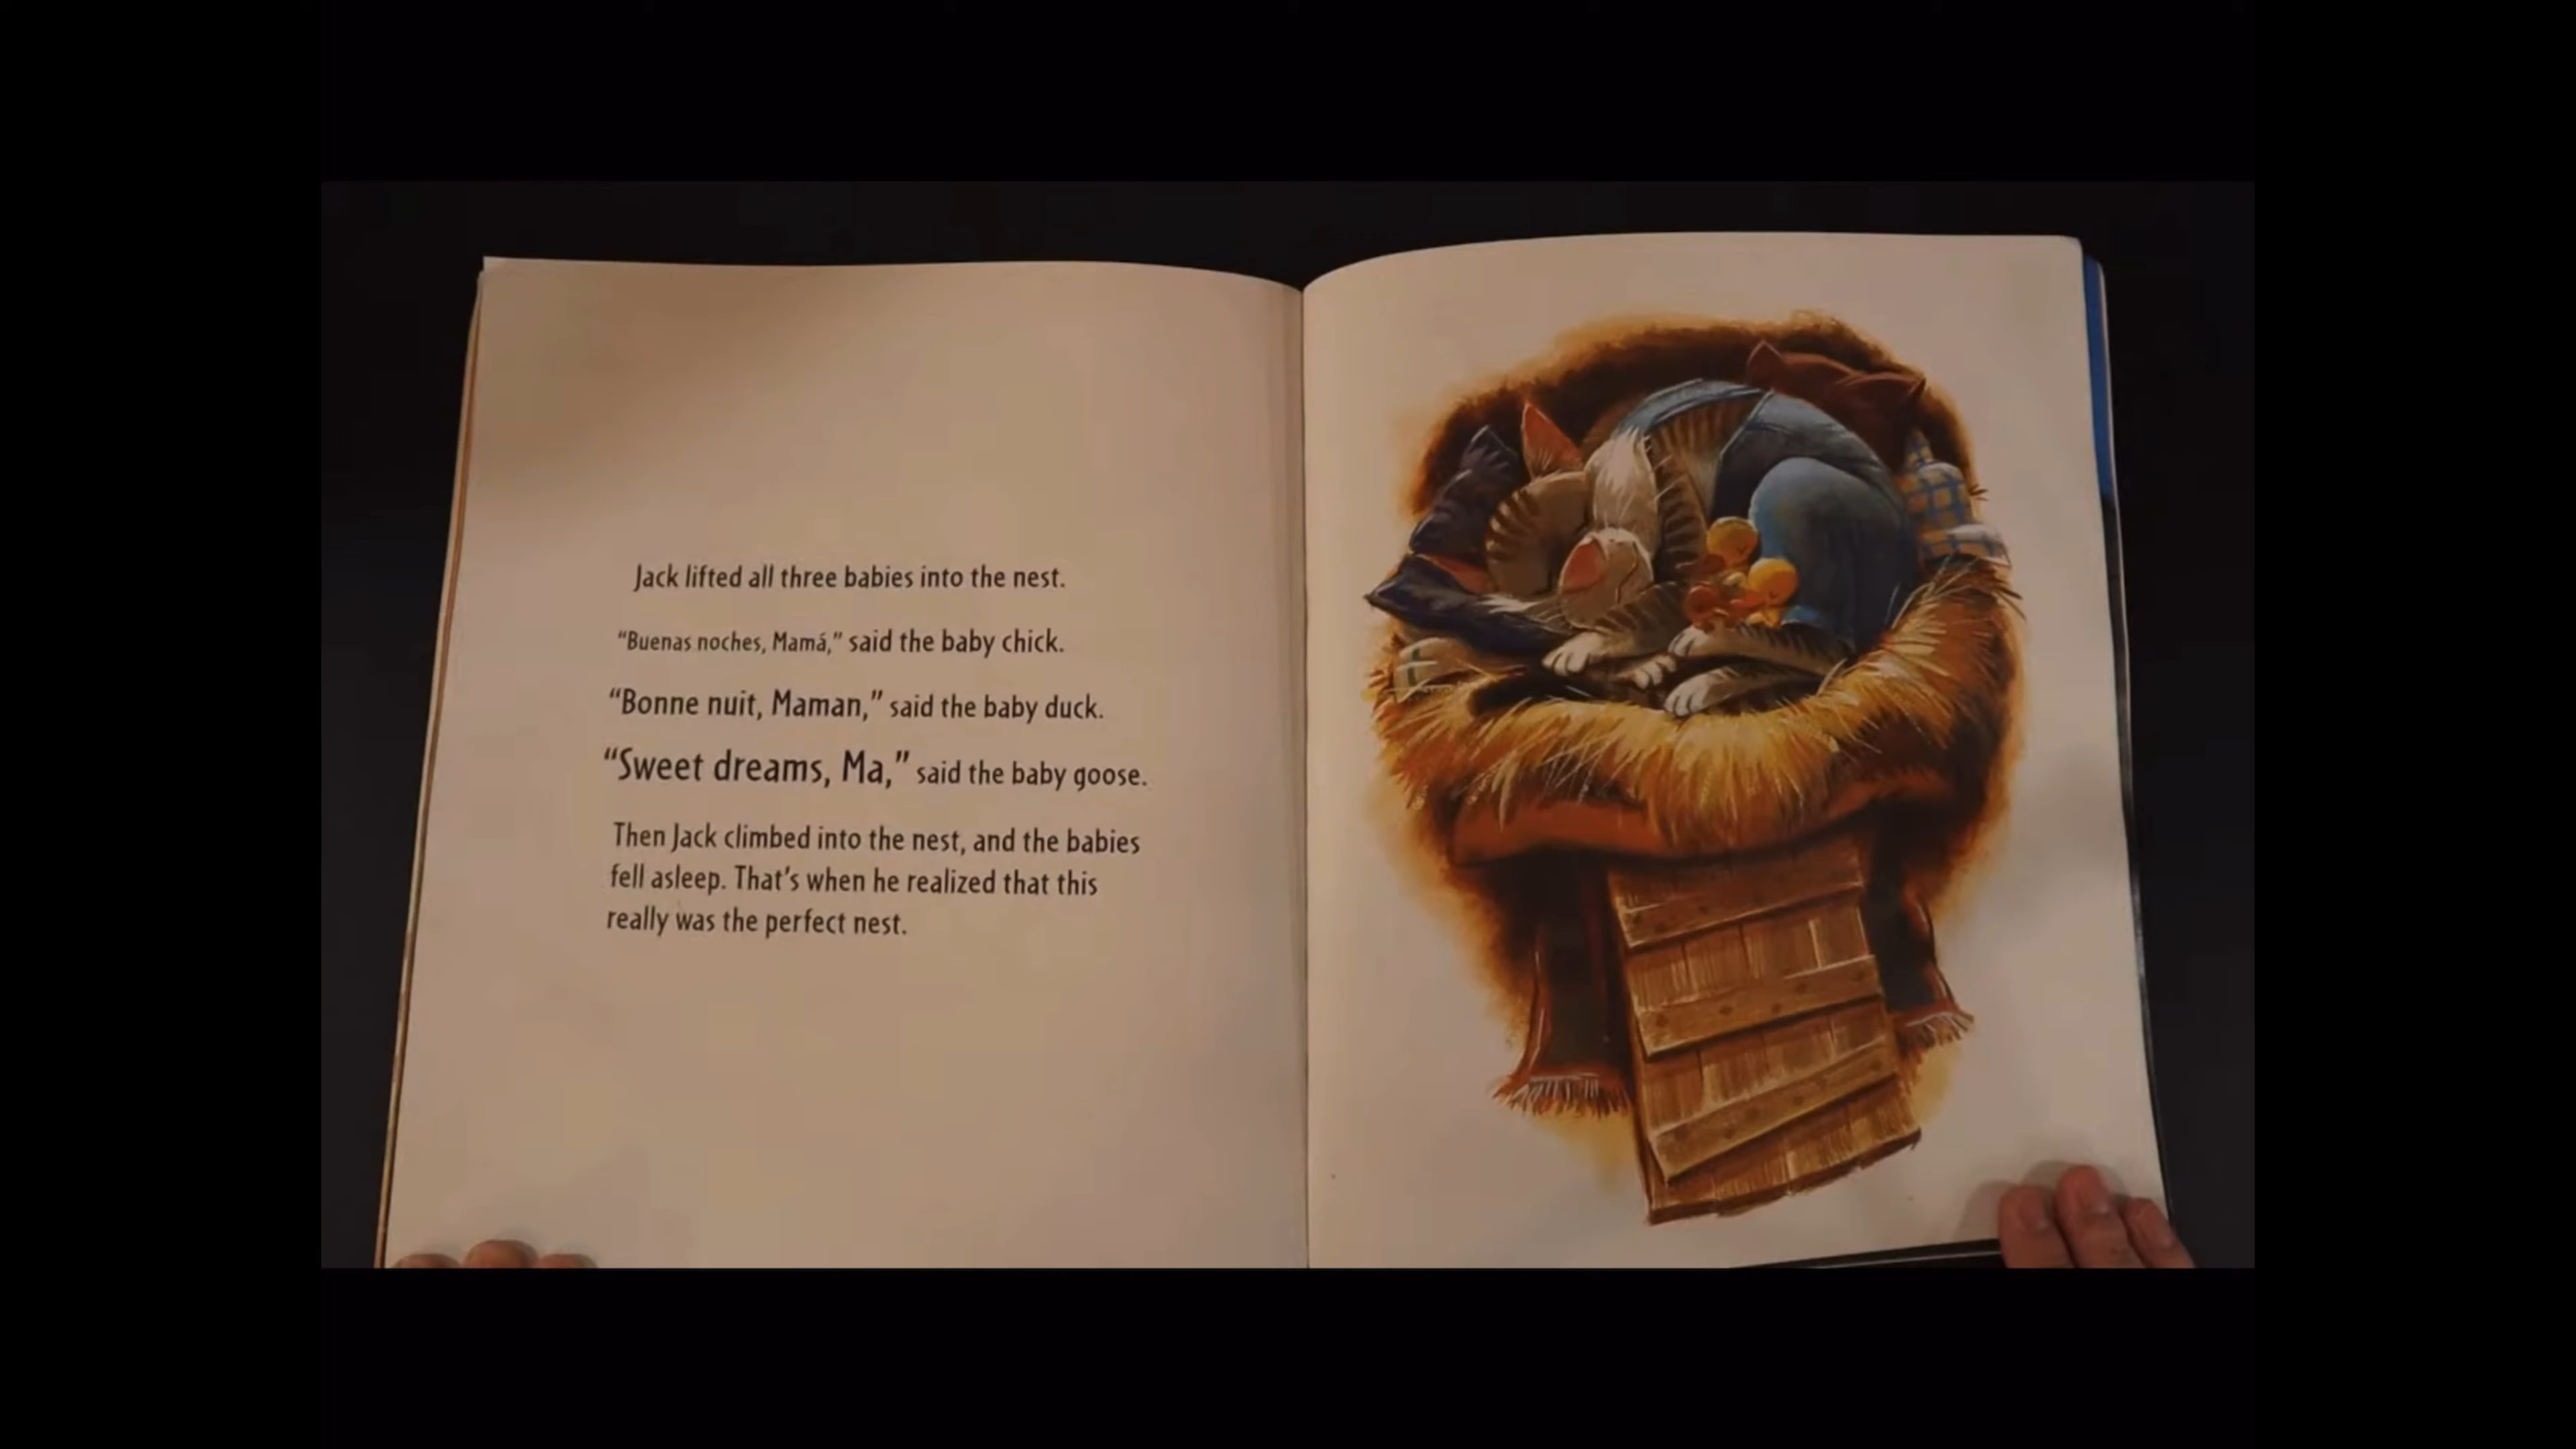 Jack lifted all three babies into the nest.
“Buenas noches, Mamá,” said the baby chick.
“Bonne nuit, Maman,” said the baby duck.
“Sweet dreams, Ma,” said the baby goose.
Then Jack climbed into the nest, and the babies
fell asleep. That’s when he realized that this
really was the perfect nest.